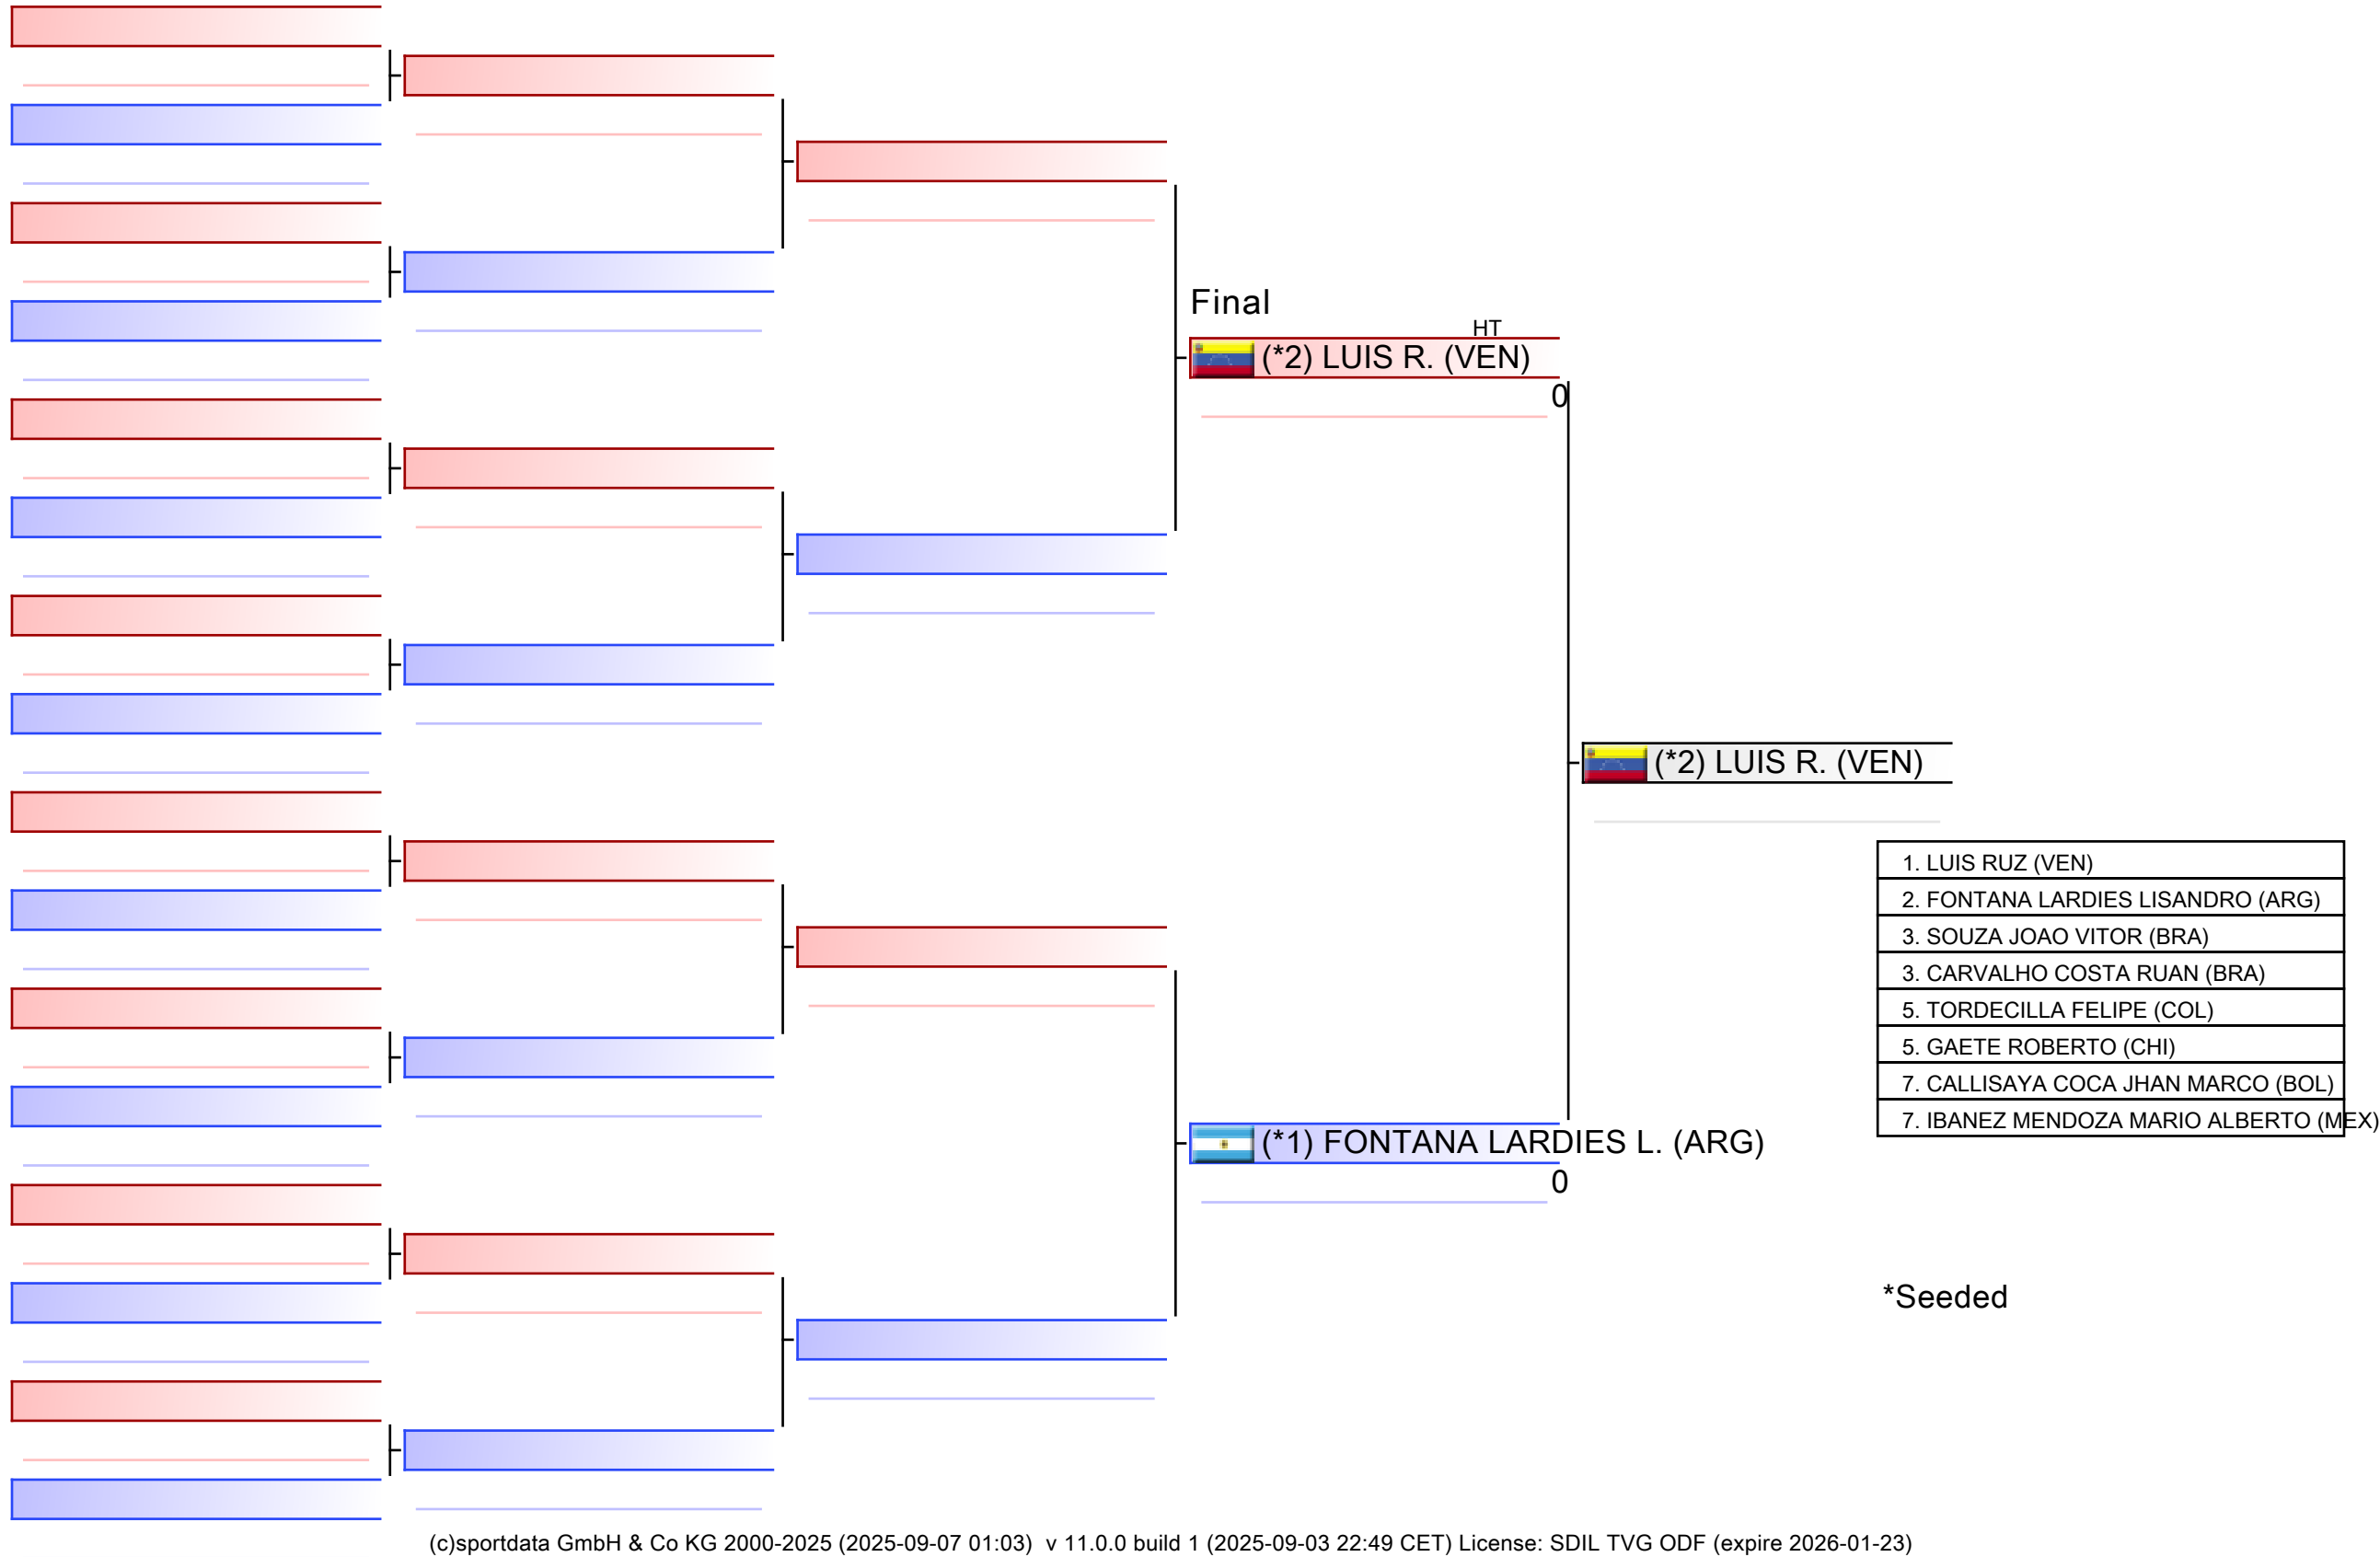 Final
HT
(*2) LUIS R. (VEN)
0
(*2) LUIS R. (VEN)
1. LUIS RUZ (VEN)
2. FONTANA LARDIES LISANDRO (ARG)
3. SOUZA JOAO VITOR (BRA)
3. CARVALHO COSTA RUAN (BRA)
5. TORDECILLA FELIPE (COL)
5. GAETE ROBERTO (CHI)
7. CALLISAYA COCA JHAN MARCO (BOL)
7. IBANEZ MENDOZA MARIO ALBERTO (MEX)
(*1) FONTANA LARDIES L. (ARG)
0
*Seeded
(c)sportdata GmbH & Co KG 2000-2025 (2025-09-07 01:03) v 11.0.0 build 1 (2025-09-03 22:49 CET) License: SDIL TVG ODF (expire 2026-01-23)